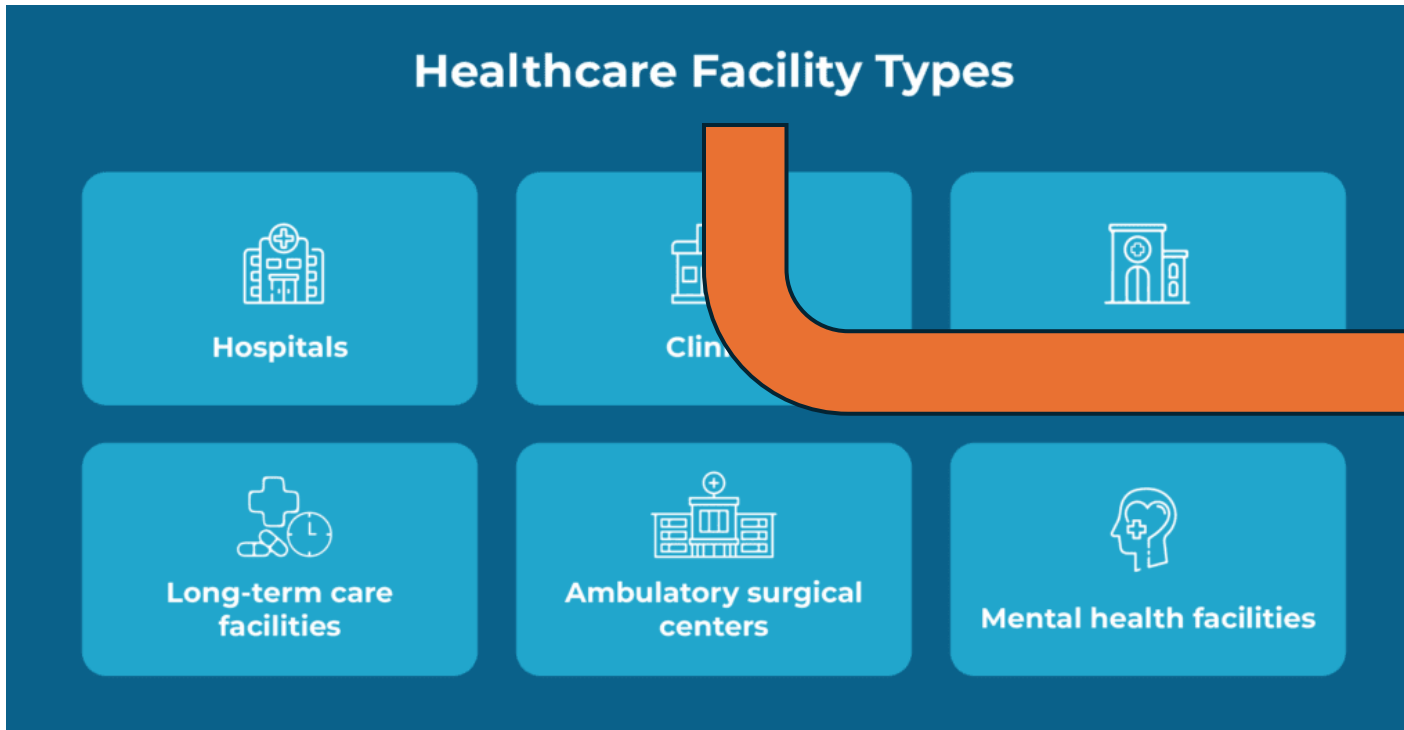 Healthcare Facility Types
Hospitals
Long-term care
facilities
Ambulatory surgical
centers
Mental health facilities